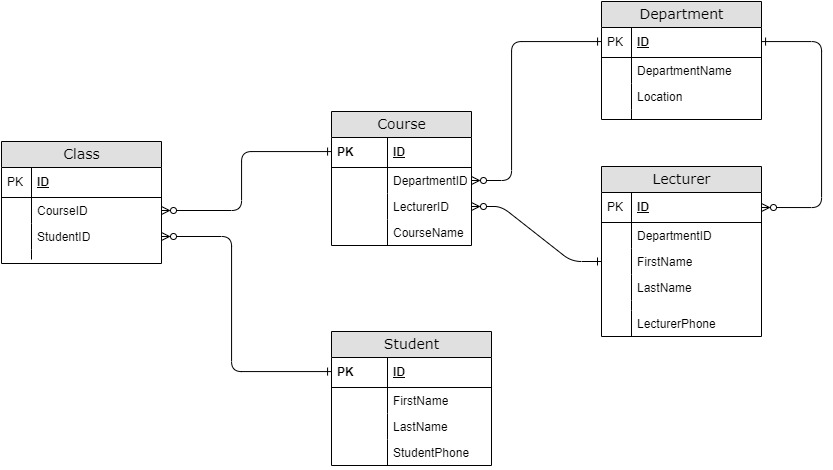 Department
PK ID
DepartmentName
Location
Course
PK ID
DepartmentID
LecturerID
CourseName
Class
PK ID
CourseID
StudentID
Lecturer
PK ID
DepartmentID
FirstName
LastName
LecturerPhone
Student
PK ID
FirstName
LastName
StudentPhone